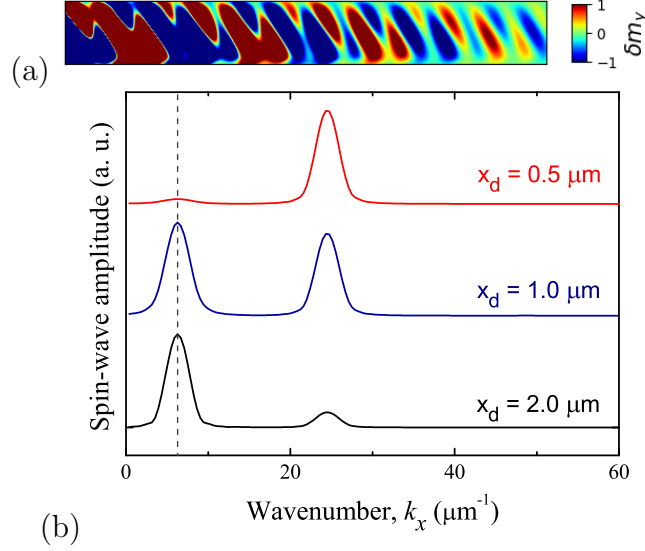 (a)
1
0
−1
δm_y
Spin-wave amplitude (a. u.)
x_d = 0.5 μm
x_d = 1.0 μm
x_d = 2.0 μm
0 20 40 60
Wavenumber, k_x (μm⁻¹)
(b)